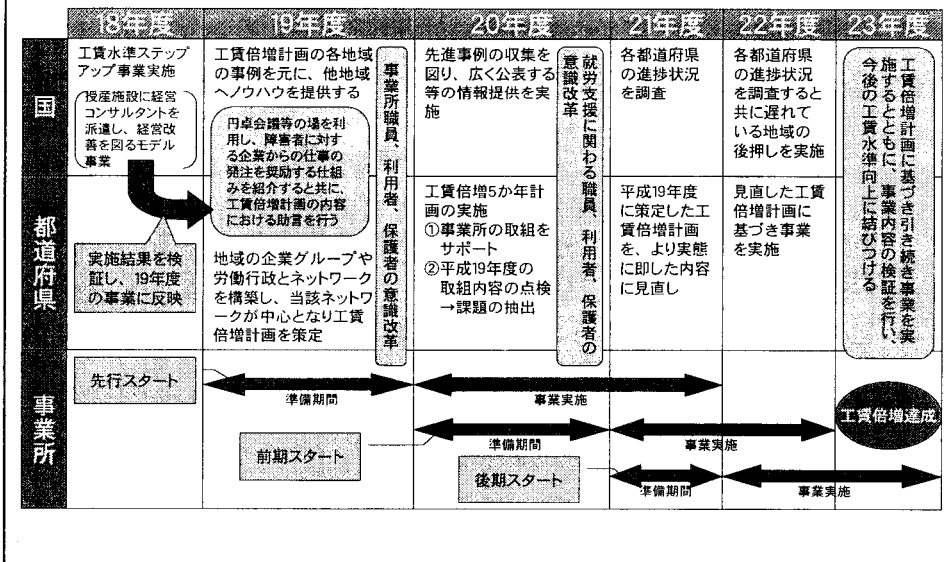 18年度
19年度
20年度
21年度
22年度
23年度
国
工賃水準ステップ
アップ事業実施
授産施設に経営
コンサルタントを
派遣し、経営改
善を図るモデル
事業
工賃倍増計画の各地域
の事例を元に、他地域
へノウハウを提供する
円卓会議等の場を利
用し、障害者に対す
る企業からの仕事の
発注を奨励する仕組
みを紹介すると共に、
工賃倍増計画の内容
における助言を行う
事業所職員、利用者、保護者の意識改革
先進事例の収集を
図り、広く公表する
等の情報提供を実
施
就労支援に関わる職員、利用者、保護者の
意識改革
各都道府県
の進捗状況
を調査
各都道府県
の進捗状況
を調査すると
共に遅れて
いる地域の
後押しを実施
工賃倍増計画に基づき引き続き事業を実
施するとともに、事業内容の検証を行い、
今後の工賃水準向上に結びつける
都道府県
実施結果を検
証し、19年度
の事業に反映
地域の企業グループや
労働行政とネットワーク
を構築し、当該ネットワ
ークが中心となり工賃
倍増計画を策定
工賃倍増5か年計
画の実施
①事業所の取組を
サポート
②平成19年度の
取組内容の点検
→課題の抽出
平成19年度
に策定した工
賃倍増計画
を、より実態
に即した内容
に見直し
見直した工賃
倍増計画に
基づき事業
を実施
事業所
先行スタート
準備期間
事業実施
工賃倍増達成
前期スタート
準備期間
事業実施
後期スタート
準備期間
事業実施